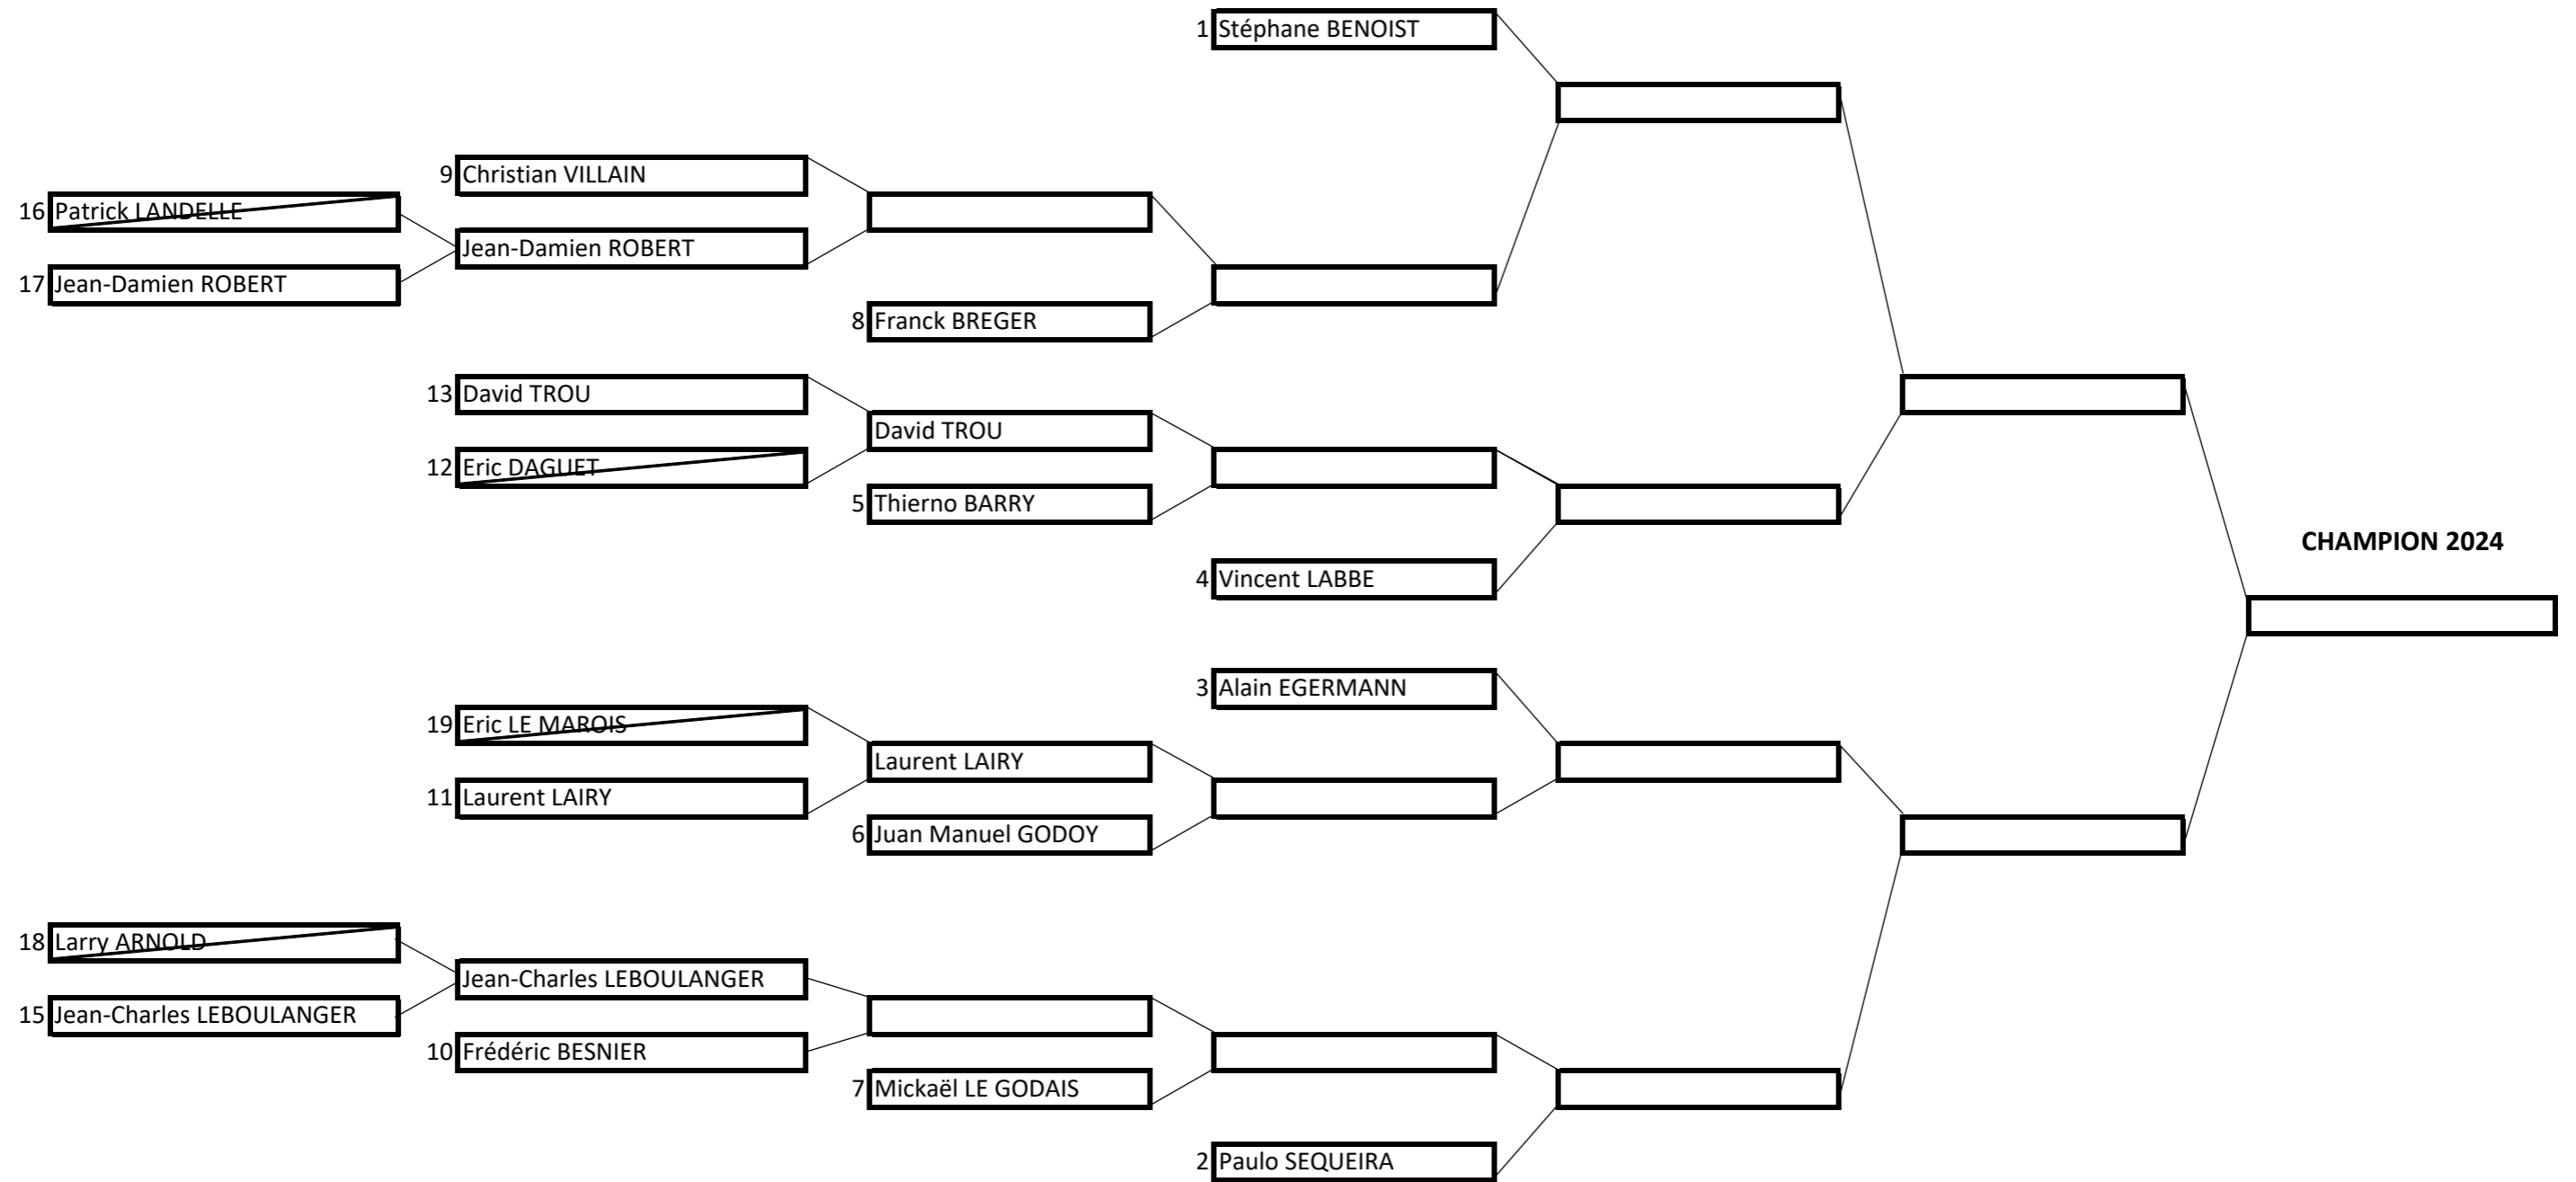 1 Stéphane BENOIST
9 Christian VILLAIN
16 Patrick LANDELLE
Jean-Damien ROBERT
17 Jean-Damien ROBERT
8 Franck BREGER
13 David TROU
David TROU
12 Eric DAGUET
5 Thierno BARRY
CHAMPION 2024
4 Vincent LABBE
3 Alain EGERMANN
19 Eric LE MAROIS
Laurent LAIRY
11 Laurent LAIRY
6 Juan Manuel GODOY
18 Larry ARNOLD
Jean-Charles LEBOULANGER
15 Jean-Charles LEBOULANGER
10 Frédéric BESNIER
7 Mickaël LE GODAIS
2 Paulo SEQUEIRA